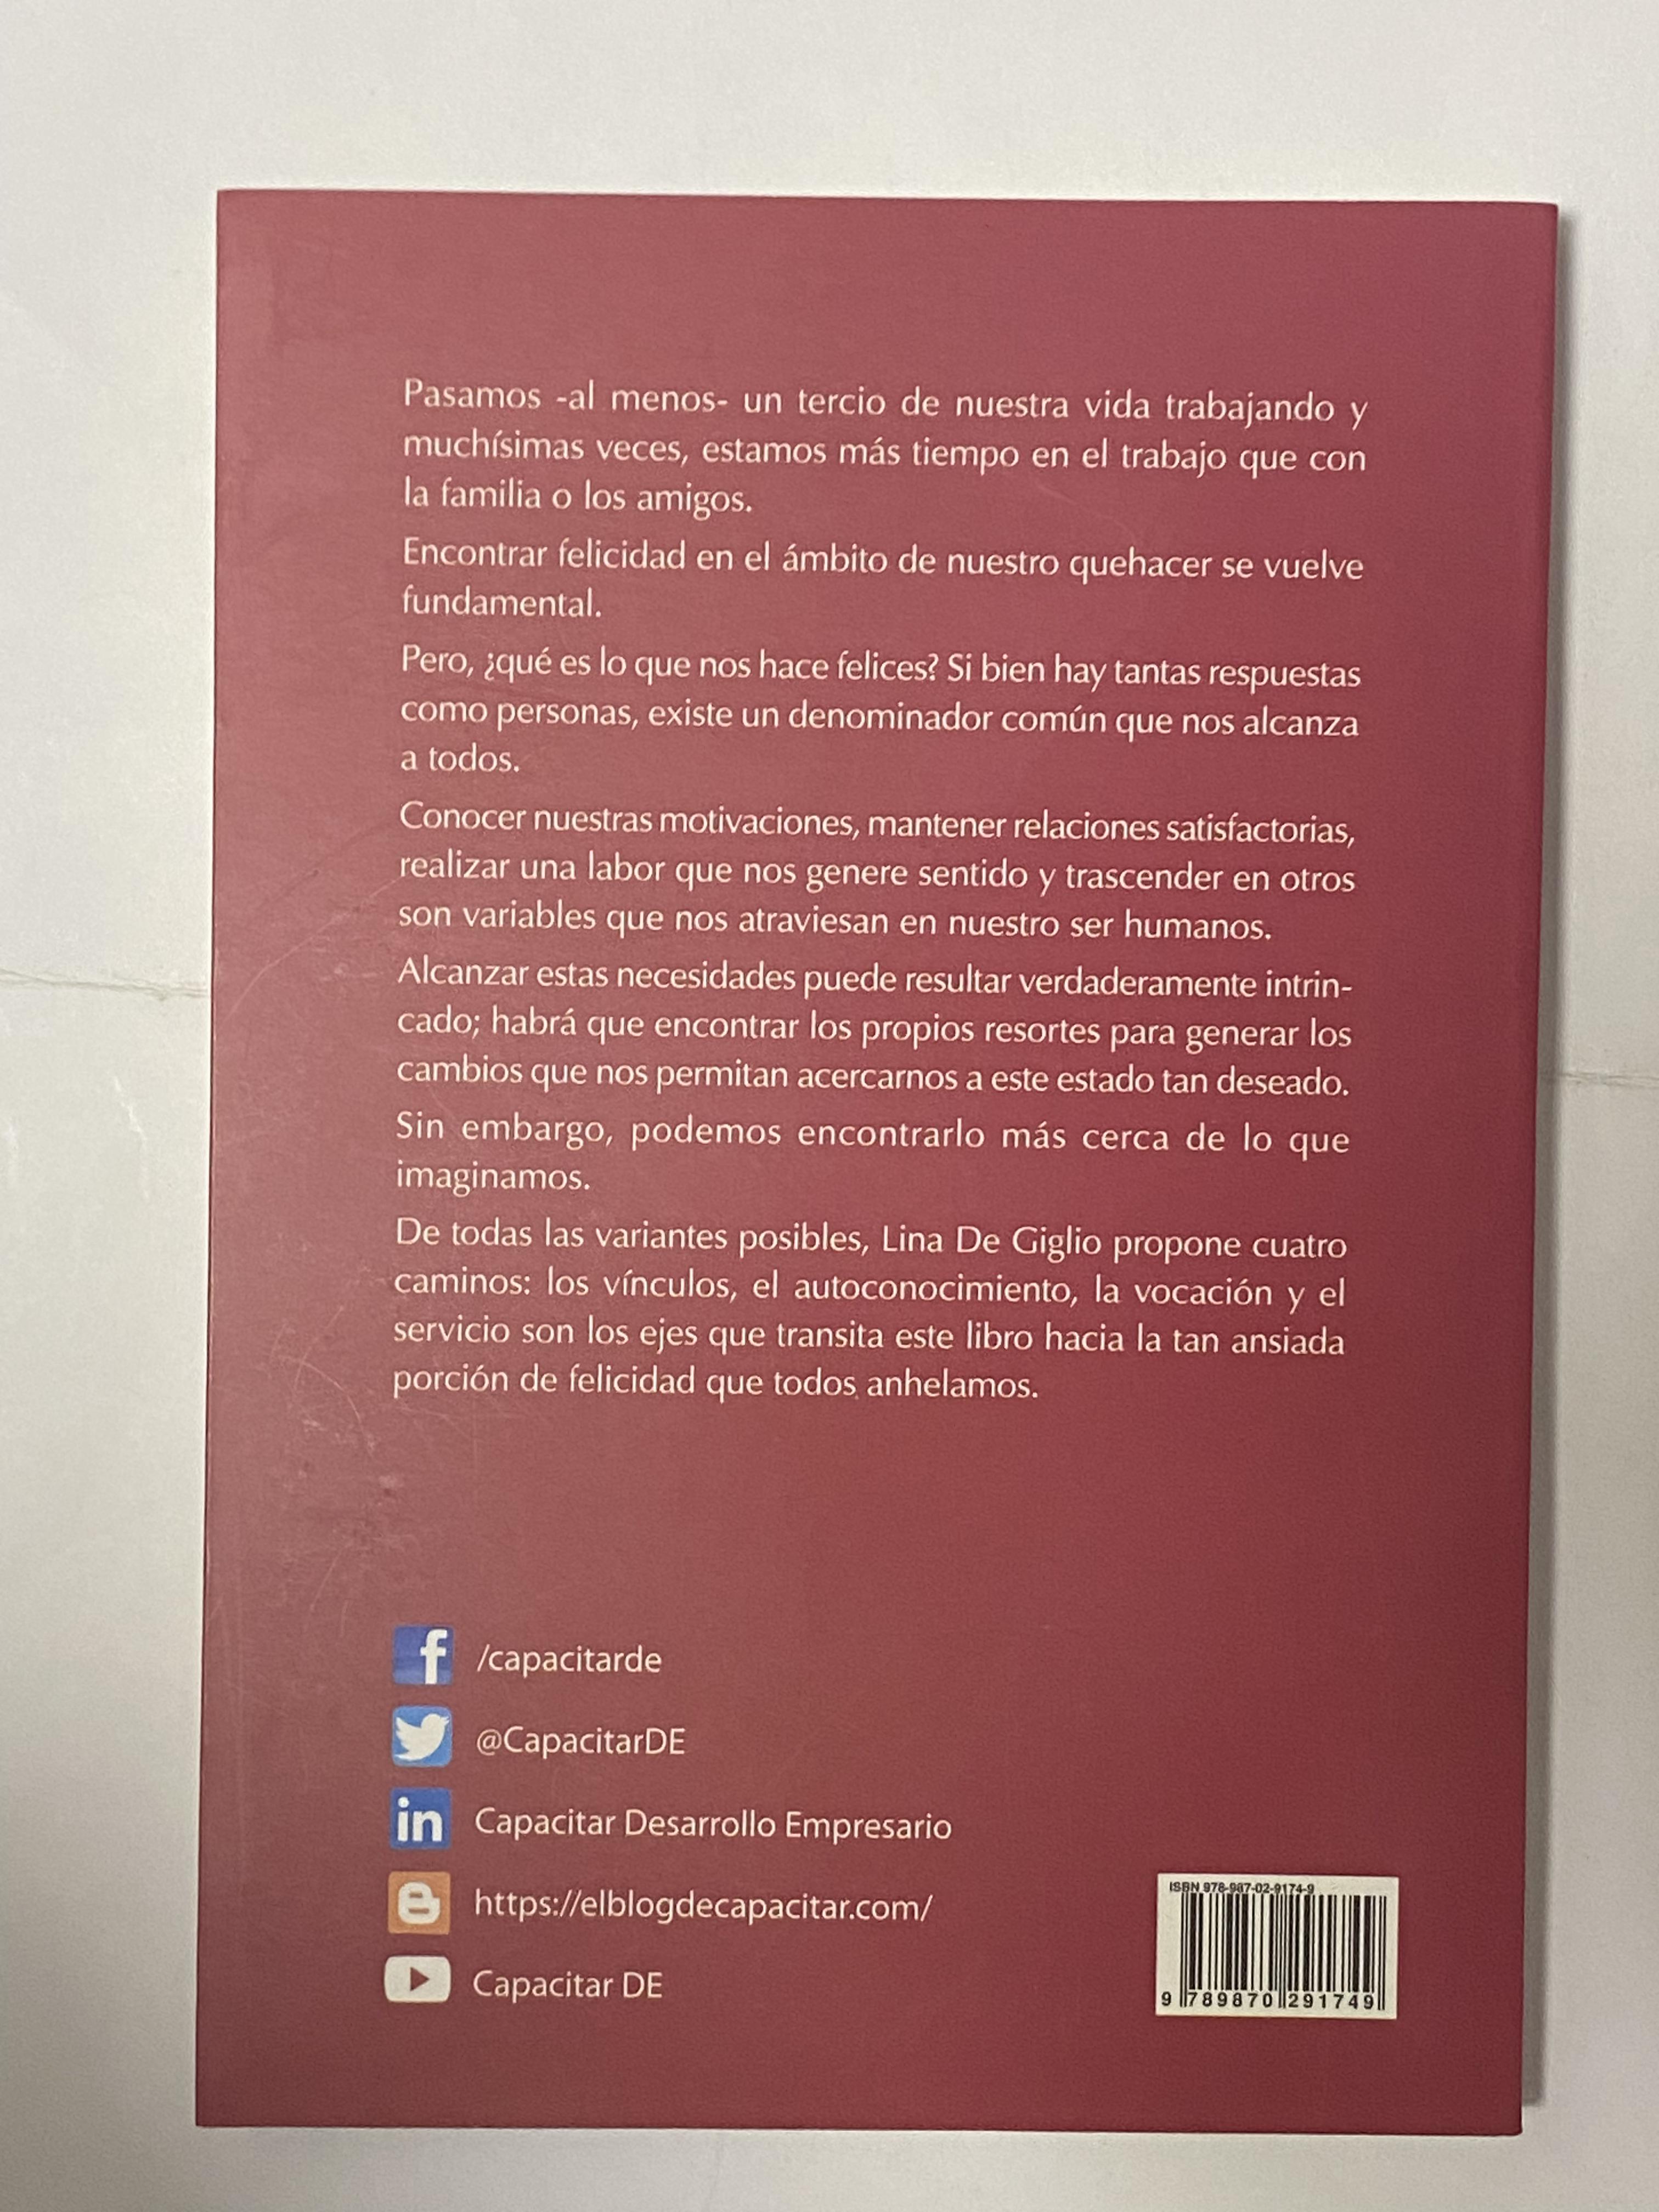 Pasamos -al menos- un tercio de nuestra vida trabajando y
muchísimas veces, estamos más tiempo en el trabajo que con
la familia o los amigos.
Encontrar felicidad en el ámbito de nuestro quehacer se vuelve
fundamental.
Pero, ¿qué es lo que nos hace felices? Si bien hay tantas respuestas
como personas, existe un denominador común que nos alcanza
a todos.
Conocer nuestras motivaciones, mantener relaciones satisfactorias,
realizar una labor que nos genere sentido y trascender en otros
son variables que nos atraviesan en nuestro ser humanos.
Alcanzar estas necesidades puede resultar verdaderamente intrin-
cado; habrá que encontrar los propios resortes para generar los
cambios que nos permitan acercarnos a este estado tan deseado.
Sin embargo, podemos encontrarlo más cerca de lo que
imaginamos.
De todas las variantes posibles, Lina De Giglio propone cuatro
caminos: los vínculos, el autoconocimiento, la vocación y el
servicio son los ejes que transita este libro hacia la tan ansiada
porción de felicidad que todos anhelamos.
f /capacitarde
@CapacitarDE
in Capacitar Desarrollo Empresario
https://elblogdecapacitar.com/
Capacitar DE
ISBN 978-987-02-9174-9
9 789870 291749